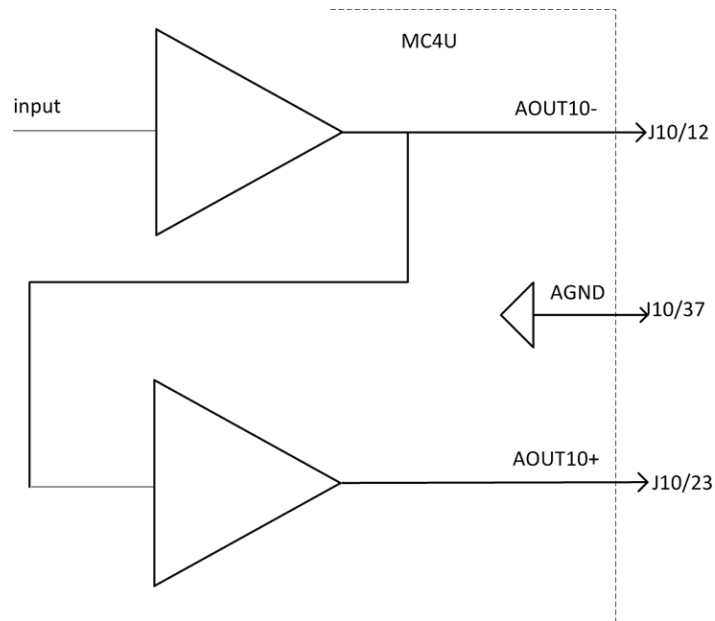 MC4U
input
AOUT10-
J10/12
AGND
J10/37
AOUT10+
J10/23